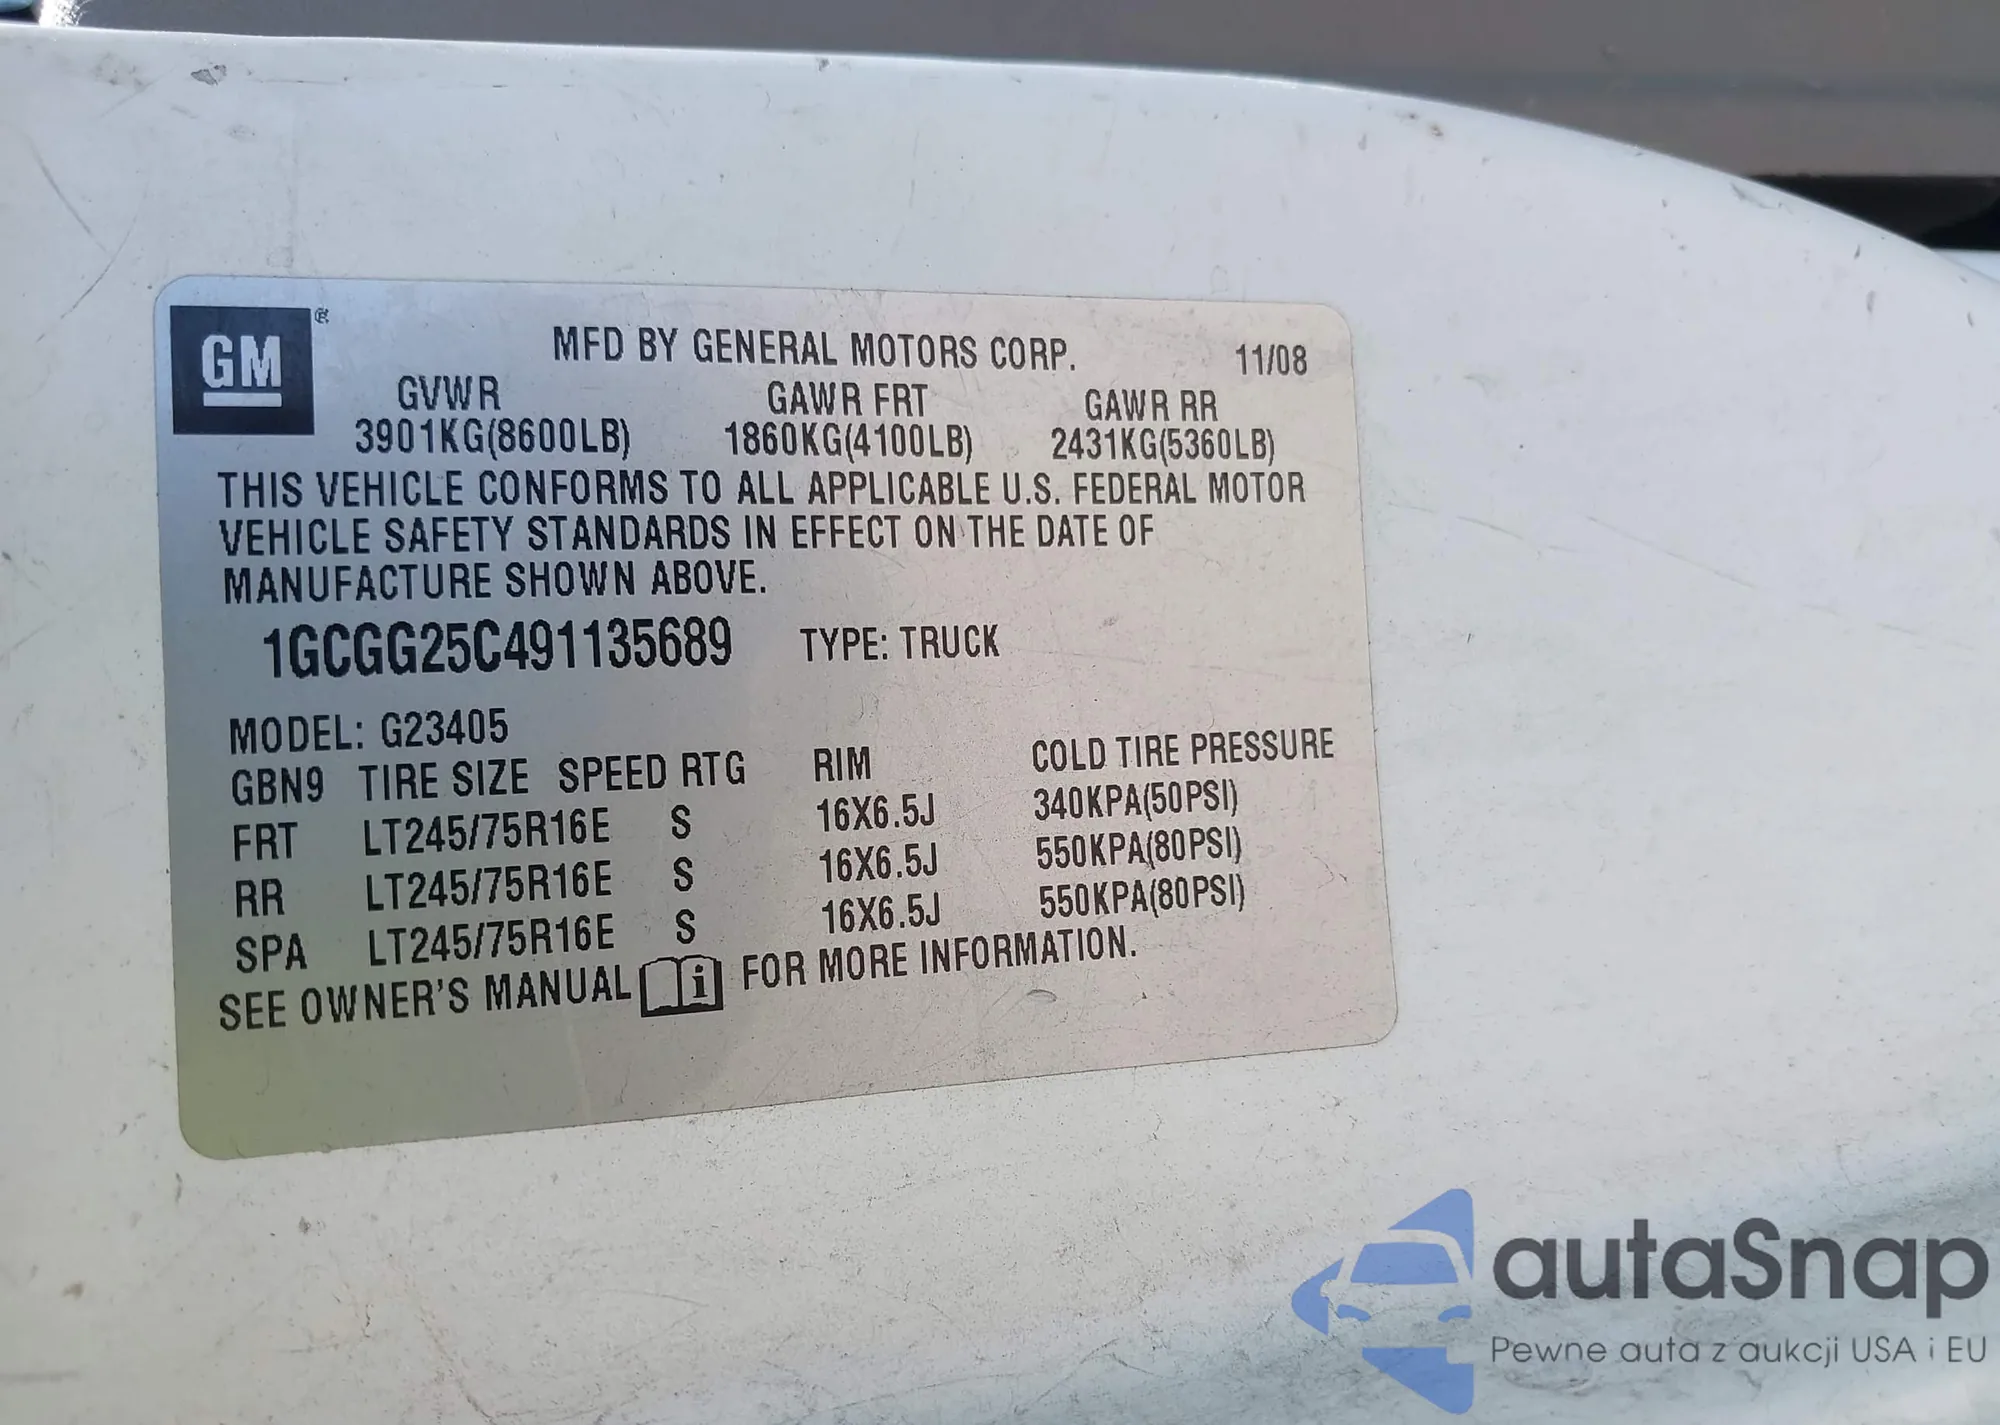 GM®
MFD BY GENERAL MOTORS CORP. 11/08
GVWR GAWR FRT GAWR RR
3901KG(8600LB) 1860KG(4100LB) 2431KG(5360LB)
THIS VEHICLE CONFORMS TO ALL APPLICABLE U.S. FEDERAL MOTOR
VEHICLE SAFETY STANDARDS IN EFFECT ON THE DATE OF
MANUFACTURE SHOWN ABOVE.
1GCGG25C491135689 TYPE: TRUCK
MODEL: G23405
GBN9 TIRE SIZE SPEED RTG RIM COLD TIRE PRESSURE
FRT LT245/75R16E S 16X6.5J 340KPA(50PSI)
RR LT245/75R16E S 16X6.5J 550KPA(80PSI)
SPA LT245/75R16E S 16X6.5J 550KPA(80PSI)
SEE OWNER'S MANUAL i FOR MORE INFORMATION.
autaSnap
Pewne auta z aukcji USA i EU